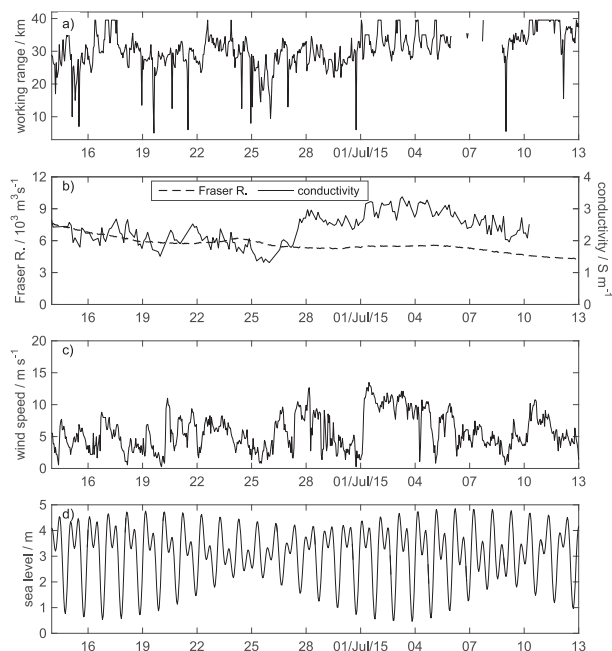 a)
working range / km
40
30
20
10
16 19 22 25 28 01/Jul/15 04 07 10 13
b)
Fraser R. conductivity
Fraser R. / 10³ m³s⁻¹
12
9
6
3
0
conductivity / S m⁻¹
4
3
2
1
0
16 19 22 25 28 01/Jul/15 04 07 10 13
c)
wind speed / m s⁻¹
20
15
10
5
0
16 19 22 25 28 01/Jul/15 04 07 10 13
d)
sea level / m
5
4
3
2
1
0
16 19 22 25 28 01/Jul/15 04 07 10 13